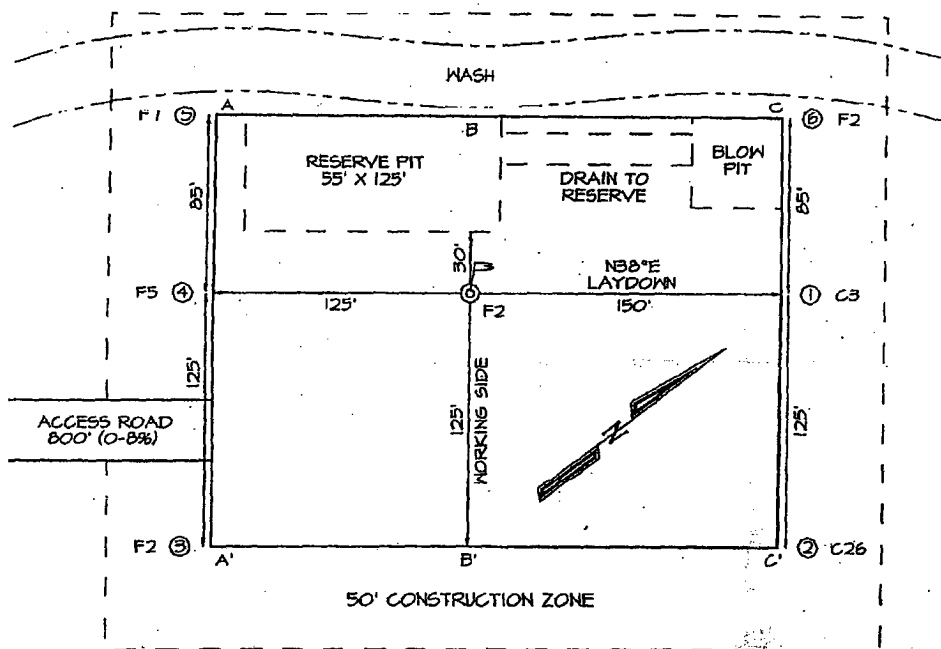 WASH
A
B
C
F1 ⑤
⑥ F2
RESERVE PIT
55' X 125'
DRAIN TO
RESERVE
BLOW
PIT
85'
85'
30'
N38°E
LAYDOWN
F5 ④
125'
F2
150'
① C3
125'
125'
WORKING SIDE
125'
ACCESS ROAD
800' (0-8%)
N
F2 ③
② C26
A'
B'
C'
50' CONSTRUCTION ZONE